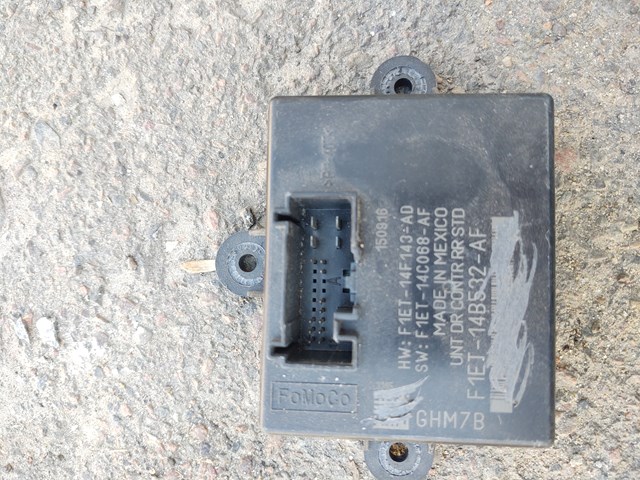 150916
HW: F1ET-14F143-AD
SW: F1ET-14C068-AF
MADE IN MEXICO
UNT DR CONTR RR STD
F1EJ-14B532-AF
FoMoCo
GHM7B